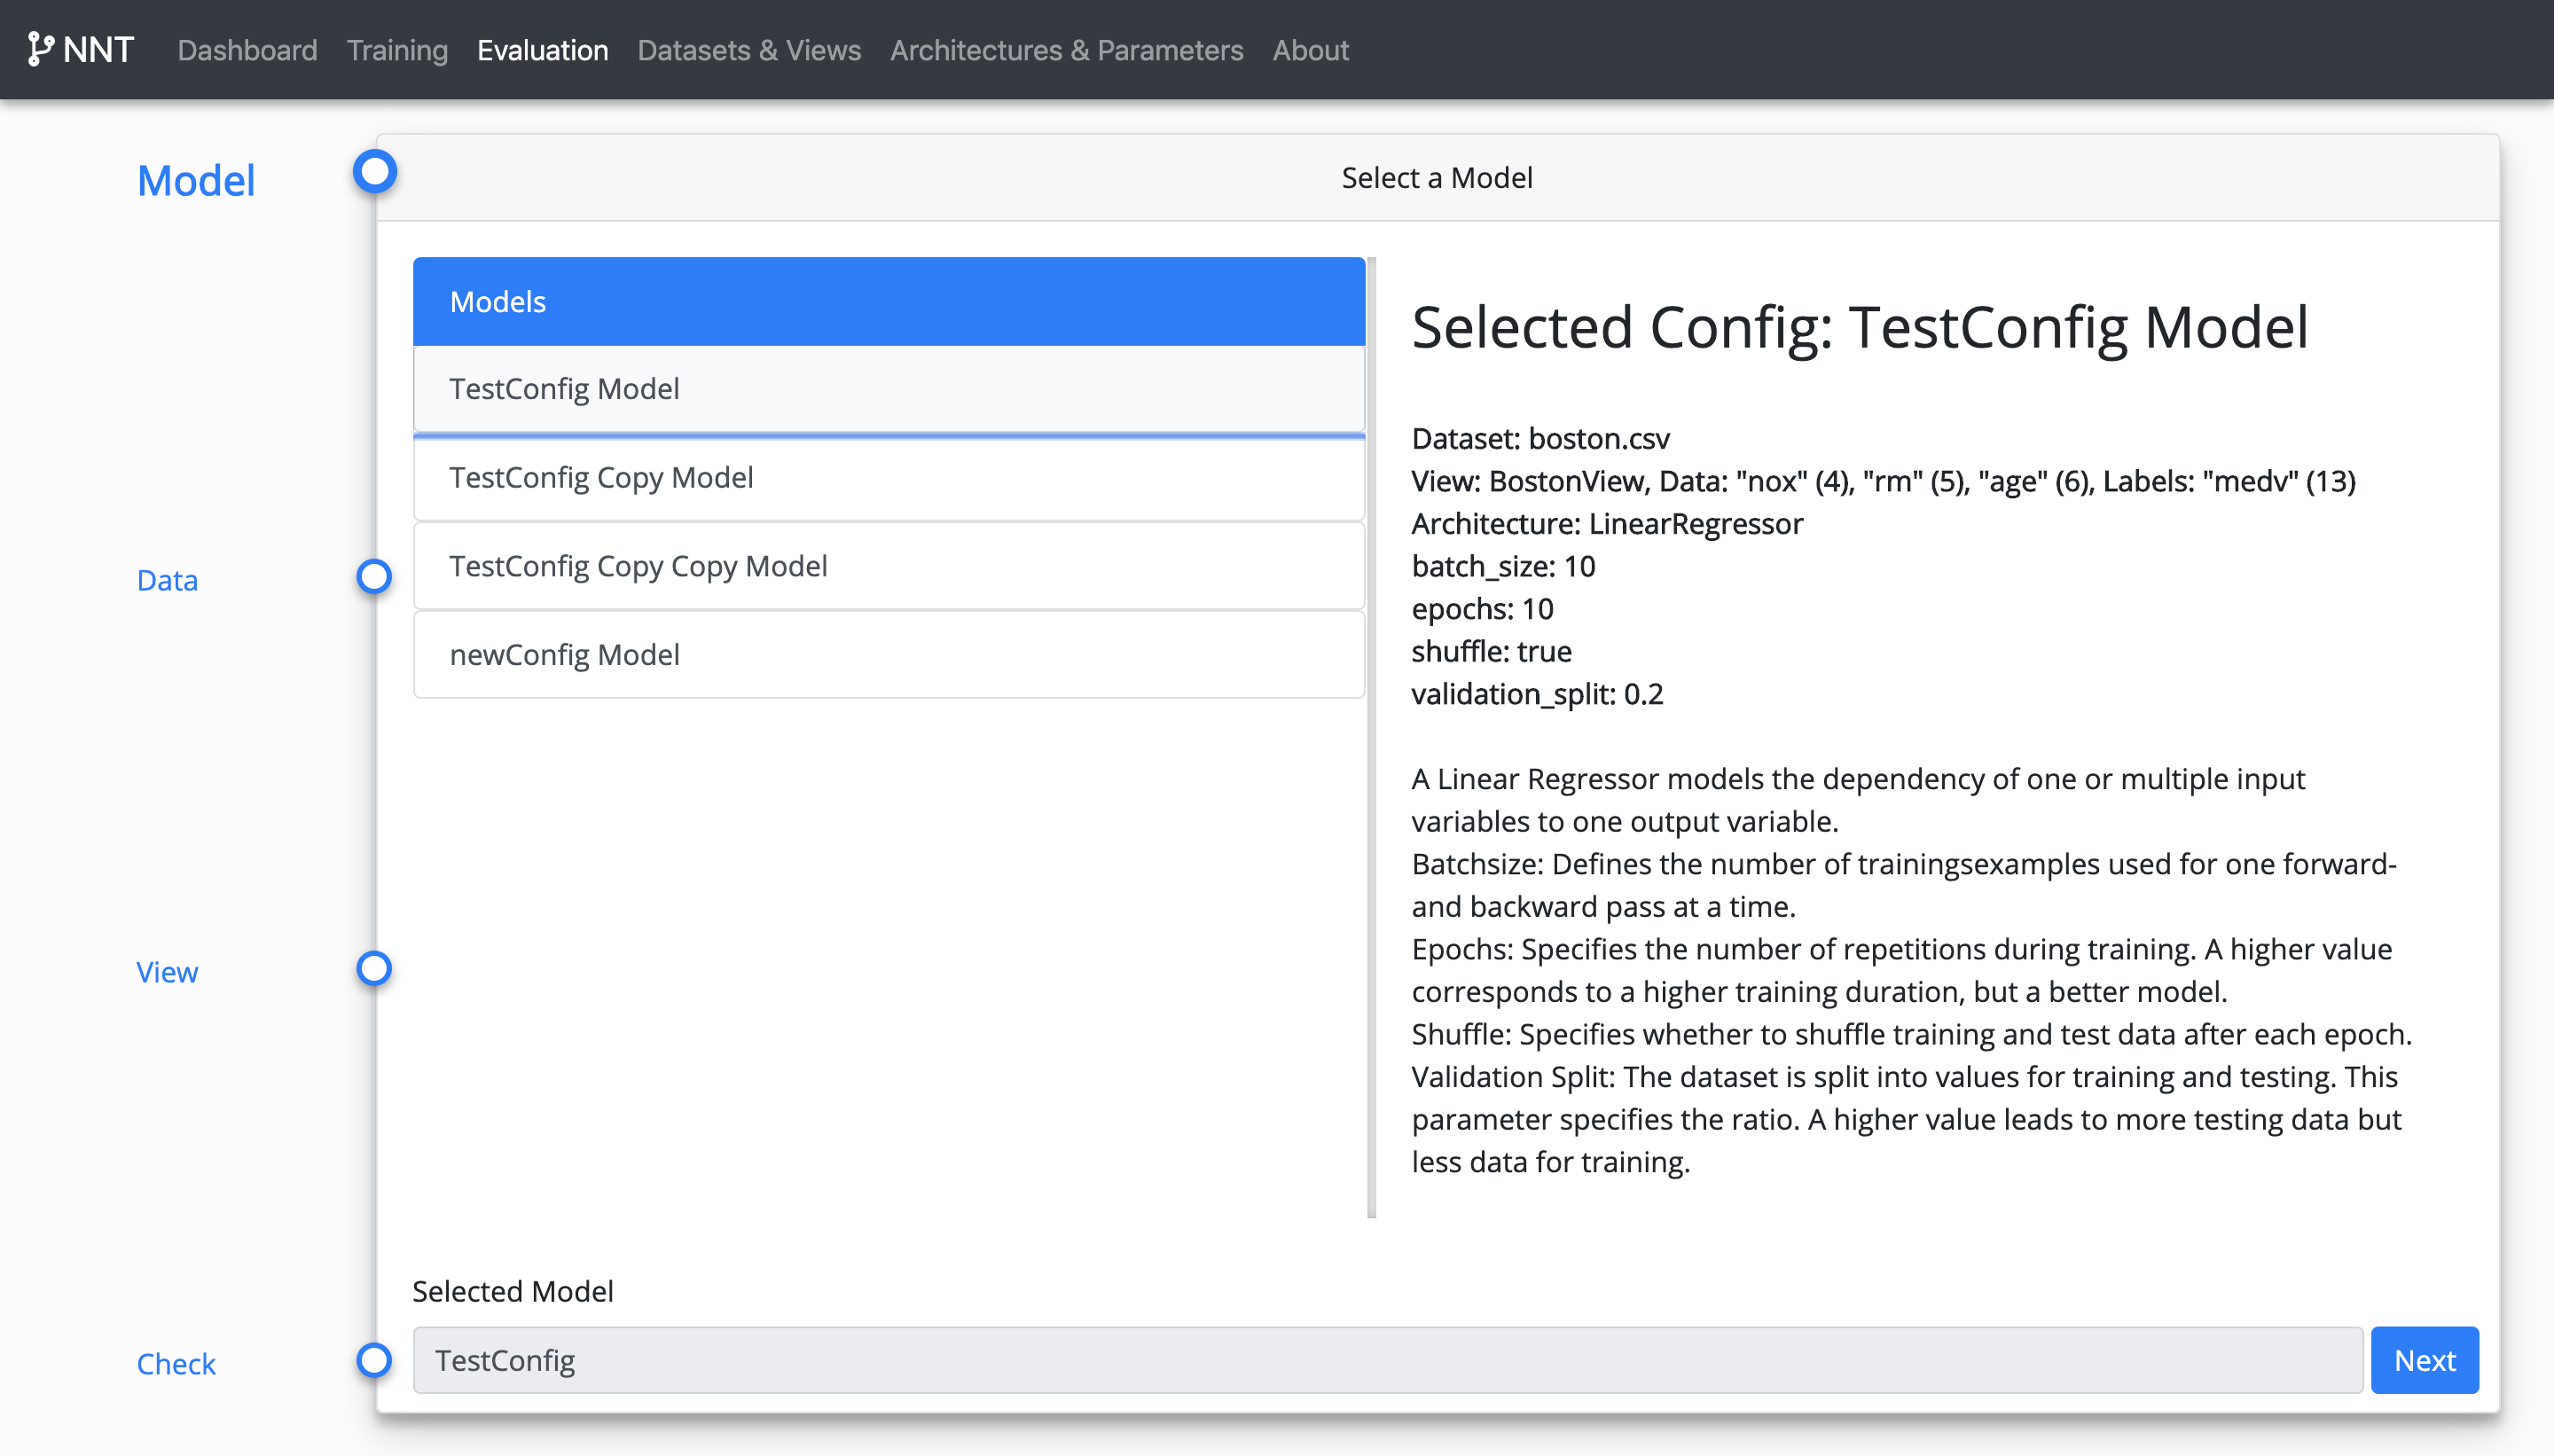 NNT Dashboard Training Evaluation Datasets & Views Architectures & Parameters About
Model
Select a Model
Models
TestConfig Model
TestConfig Copy Model
TestConfig Copy Copy Model
newConfig Model
Selected Config: TestConfig Model
Dataset: boston.csv
View: BostonView, Data: "nox" (4), "rm" (5), "age" (6), Labels: "medv" (13)
Architecture: LinearRegressor
batch_size: 10
epochs: 10
shuffle: true
validation_split: 0.2
A Linear Regressor models the dependency of one or multiple input
variables to one output variable.
Batchsize: Defines the number of trainingsexamples used for one forward-
and backward pass at a time.
Epochs: Specifies the number of repetitions during training. A higher value
corresponds to a higher training duration, but a better model.
Shuffle: Specifies whether to shuffle training and test data after each epoch.
Validation Split: The dataset is split into values for training and testing. This
parameter specifies the ratio. A higher value leads to more testing data but
less data for training.
Data
View
Selected Model
Check
TestConfig
Next